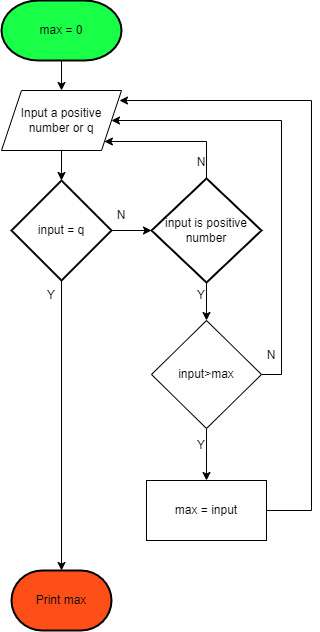 max = 0
Input a positive
number or q
N
input is positive
number
input = q
N
Y
Y
input>max
N
Y
max = input
Print max